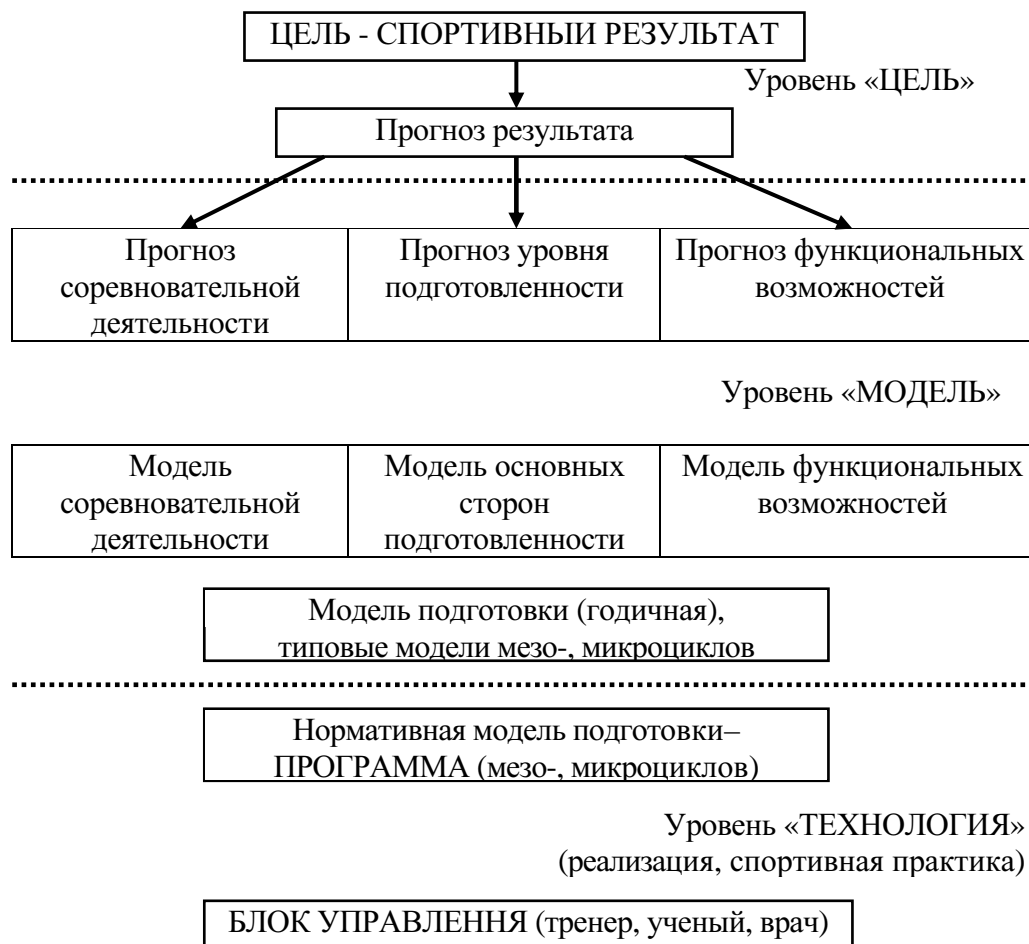 ЦЕЛЬ - СПОРТИВНЫИ РЕЗУЛЬТАТ
Уровень «ЦЕЛЬ»
Прогноз результата
Прогноз
соревновательной
деятельности
Прогноз уровня
подготовленности
Прогноз функциональных
возможностей
Уровень «МОДЕЛЬ»
Модель
соревновательной
деятельности
Модель основных
сторон
подготовленности
Модель функциональных
возможностей
Модель подготовки (годичная),
типовые модели мезо-, микроциклов
Нормативная модель подготовки–
ПРОГРАММА (мезо-, микроциклов)
Уровень «ТЕХНОЛОГИЯ»
(реализация, спортивная практика)
БЛОК УПРАВЛЕННЯ (тренер, ученый, врач)